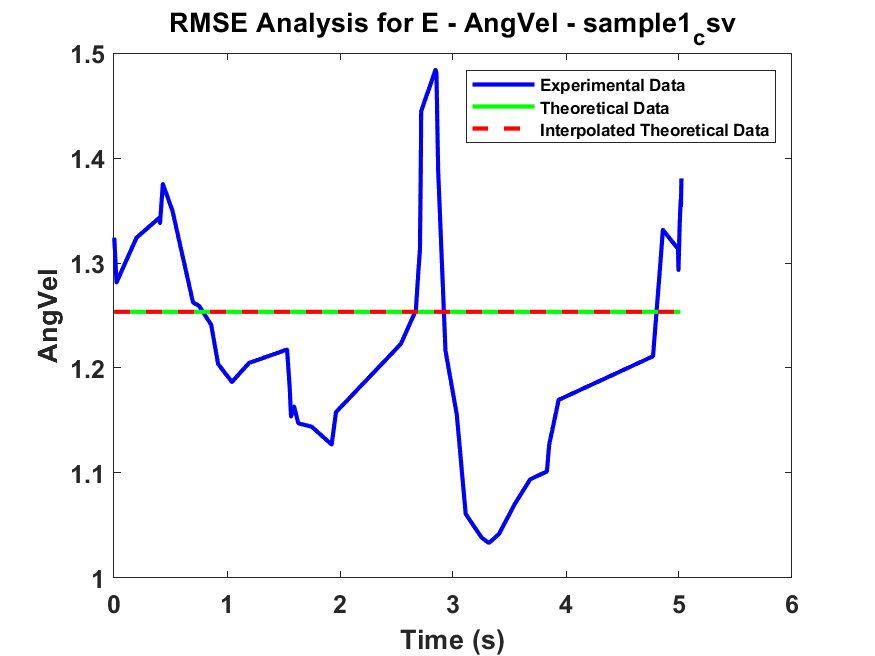 RMSE Analysis for E - AngVel - sample1_csv
1.5
1.4
1.3
1.2
1.1
1
AngVel
Experimental Data
Theoretical Data
Interpolated Theoretical Data
0 1 2 3 4 5 6
Time (s)